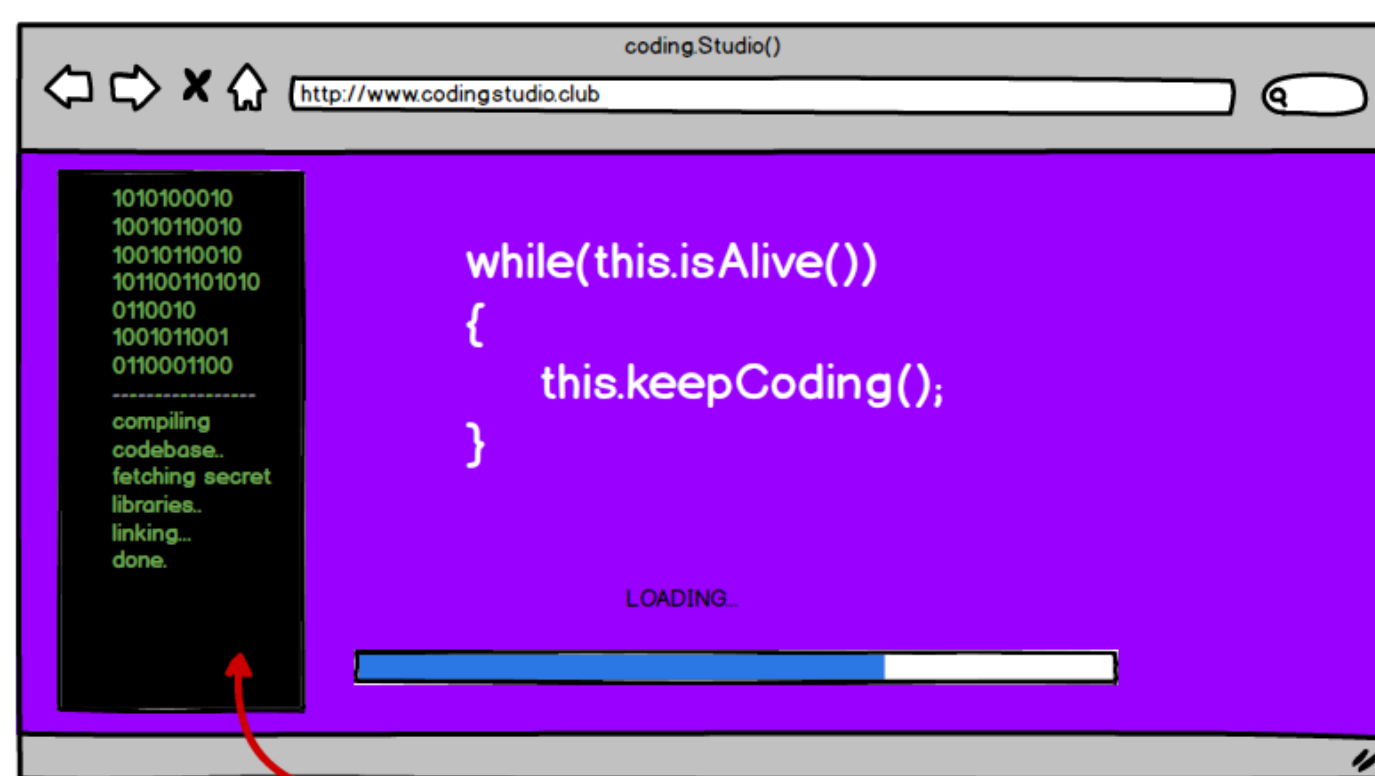 coding.Studio()
http://www.codingstudio.club
1010100010
10010110010
10010110010
1011001101010
0110010
1001011001
0110001100
-----------------
compiling
codebase..
fetching secret
libraries..
linking...
done.
while(this.isAlive())
{
this.keepCoding();
}
LOADING...